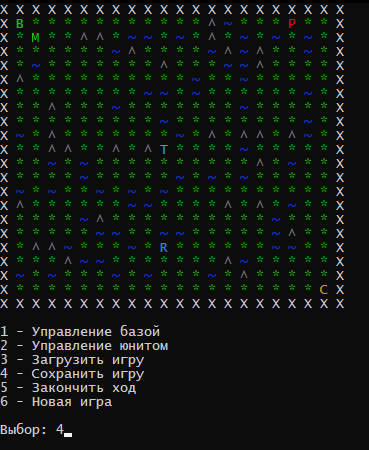 X X X X X X X X X X X X X X X X X X X X X X
X B * * * * * * * * * * * ^ ~ * * * P * * X
X * M * * ^ ^ * ~ ~ * ~ * ^ * ~ * ~ * ~ * X
X * * * * * * ~ ^ * * * * ~ ^ ~ ^ * * ~ * X
X * ~ * * * * * * * ^ * * * ~ ~ ^ * * * * X
X ^ * * * * * * * * * * ~ * * ~ * * * * * X
X * * * * * * * * ~ ~ * ~ * * * * * * ~ * X
X * * ^ * * * ~ * * * * * * * * * * * * * X
X * * * * * * * * * ~ * * * * * * * * ~ * X
X ~ * ^ * * * * * * * ~ * ^ * ^ ^ * ^ * * X
X * * ^ ^ * * ^ * ^ T * * * * ~ * * * * * X
X * * ~ * ~ * * * * * * * * * * ^ * ~ * * X
X * * * * ~ * * * * * ~ * ~ * ~ * * * * * X
X ~ * ~ * * ~ * ~ * ~ * * ~ * * * * * * * X
X ^ * * * * * * ~ ~ * * * * ^ * ^ * ~ * * X
X * * * * ~ ^ * * * * * * * * * * ~ * * * X
X * * * * * ~ ~ * * ~ ~ * * * * * ~ ^ * * X
X * ^ ^ ~ * * * * * R * * * * * * ~ ~ * * X
X * * * ^ ~ ~ * * * * * * * ^ ~ * * * * * X
X ~ * ~ * * * ~ * ~ * * * ~ * ^ * * * * * X
X * * * * * * * * * * * * * * * * * * * C X
X X X X X X X X X X X X X X X X X X X X X X
1 - Управление базой
2 - Управление юнитом
3 - Загрузить игру
4 - Сохранить игру
5 - Закончить ход
6 - Новая игра
Выбор: 4_